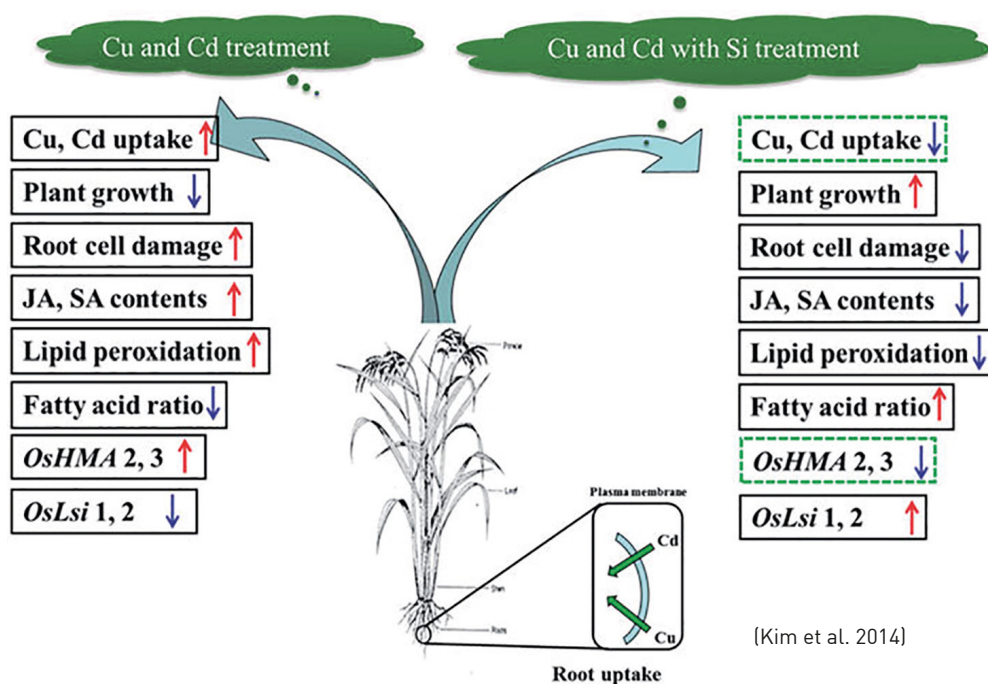 Cu and Cd treatment
Cu and Cd with Si treatment
Cu, Cd uptake ↑
Plant growth ↓
Root cell damage ↑
JA, SA contents ↑
Lipid peroxidation ↑
Fatty acid ratio ↓
OsHMA 2, 3 ↑
OsLsi 1, 2 ↓
Cu, Cd uptake ↓
Plant growth ↑
Root cell damage ↓
JA, SA contents ↓
Lipid peroxidation ↓
Fatty acid ratio ↑
OsHMA 2, 3 ↓
OsLsi 1, 2 ↑
Leaf
Stem
Roots
Plasma membrane
Cd
Cu
Root uptake
(Kim et al. 2014)